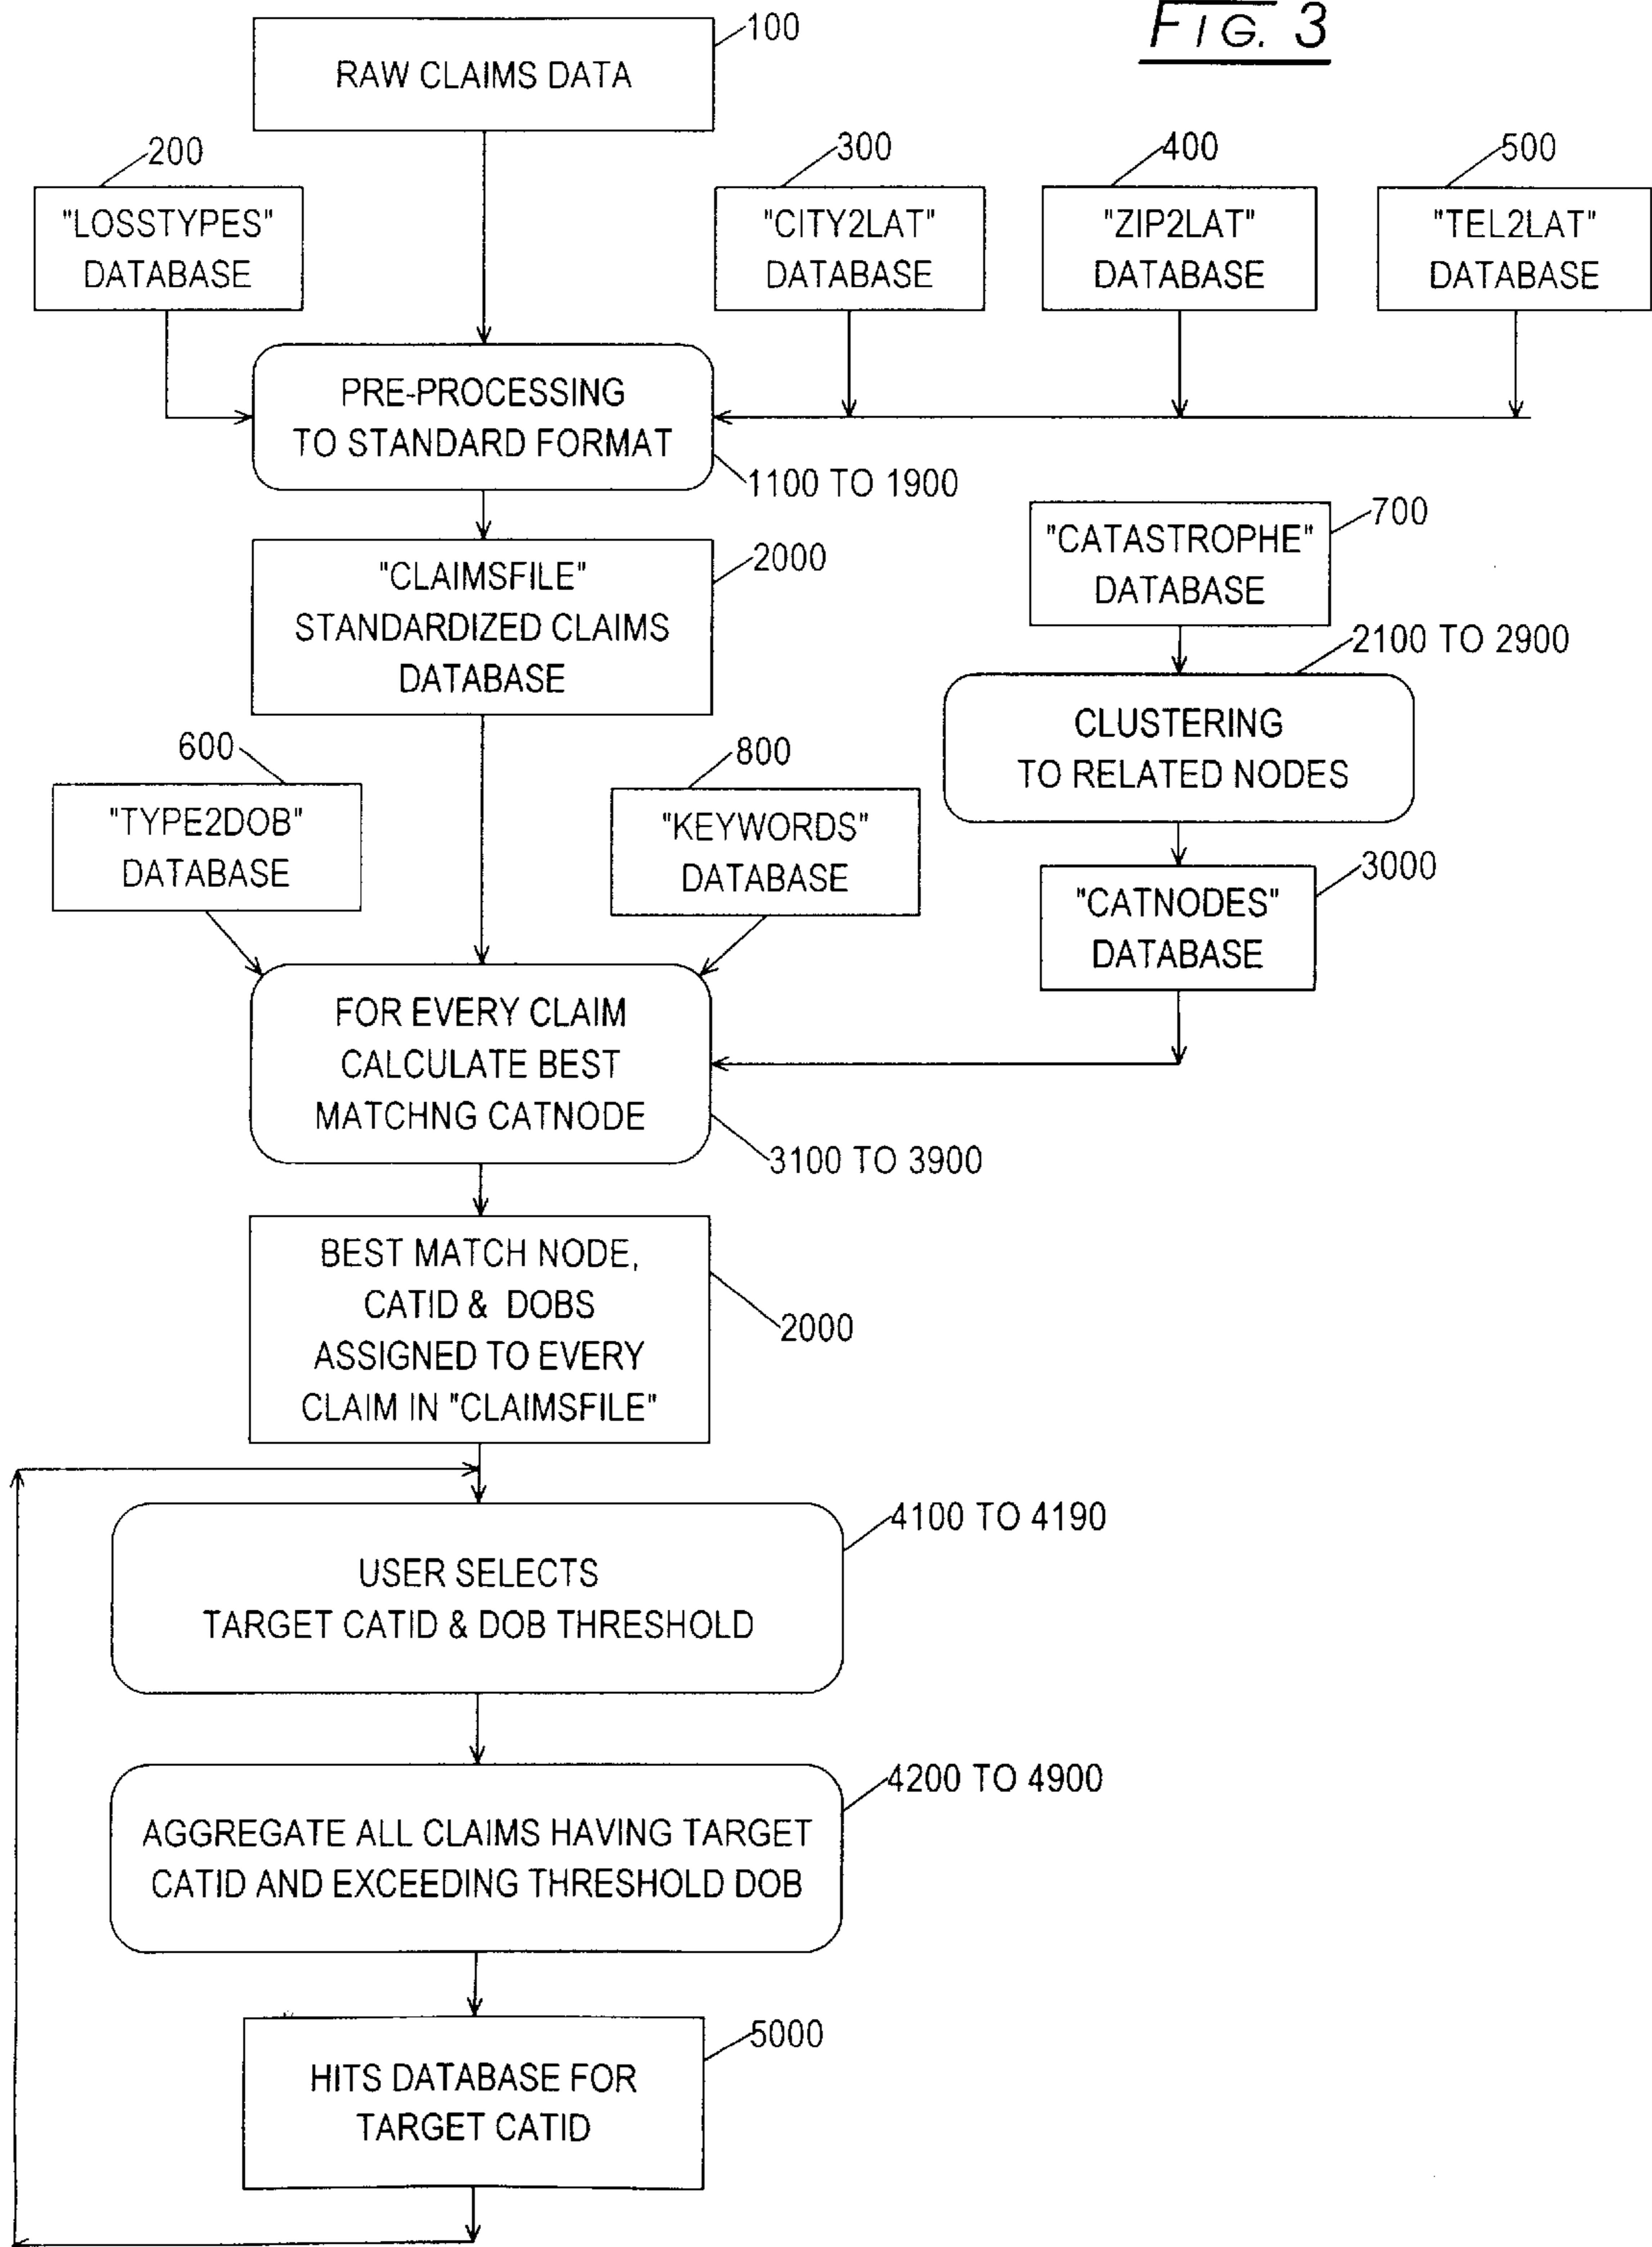 FIG. 3
100
RAW CLAIMS DATA
200
"LOSSTYPES"
DATABASE
300
"CITY2LAT"
DATABASE
400
"ZIP2LAT"
DATABASE
500
"TEL2LAT"
DATABASE
PRE-PROCESSING
TO STANDARD FORMAT
1100 TO 1900
"CLAIMSFILE"
STANDARDIZED CLAIMS
DATABASE
2000
"CATASTROPHE"
DATABASE
700
2100 TO 2900
CLUSTERING
TO RELATED NODES
600
"TYPE2DOB"
DATABASE
800
"KEYWORDS"
DATABASE
3000
"CATNODES"
DATABASE
FOR EVERY CLAIM
CALCULATE BEST
MATCHNG CATNODE
3100 TO 3900
BEST MATCH NODE,
CATID & DOBS
ASSIGNED TO EVERY
CLAIM IN "CLAIMSFILE"
2000
4100 TO 4190
USER SELECTS
TARGET CATID & DOB THRESHOLD
4200 TO 4900
AGGREGATE ALL CLAIMS HAVING TARGET
CATID AND EXCEEDING THRESHOLD DOB
5000
HITS DATABASE FOR
TARGET CATID